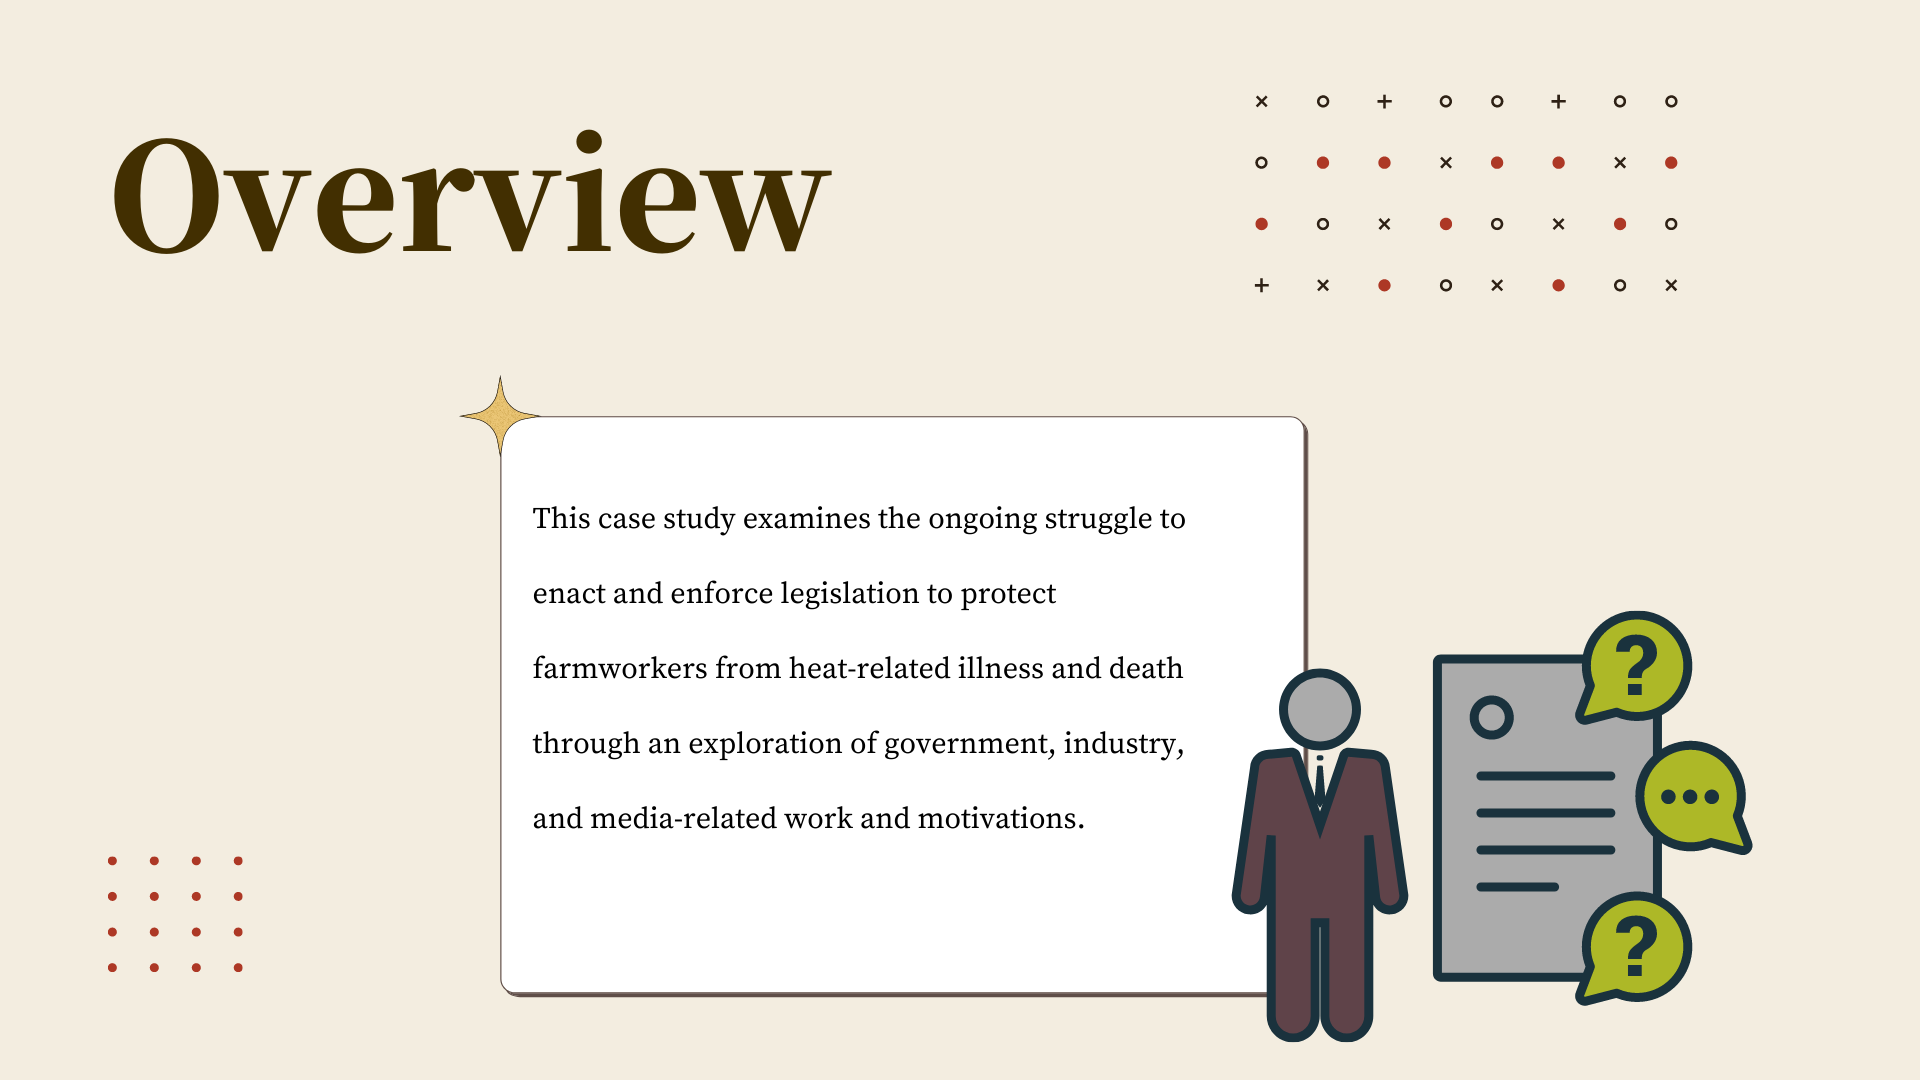 Overview
This case study examines the ongoing struggle to
enact and enforce legislation to protect
farmworkers from heat-related illness and death
through an exploration of government, industry,
and media-related work and motivations.
?
?